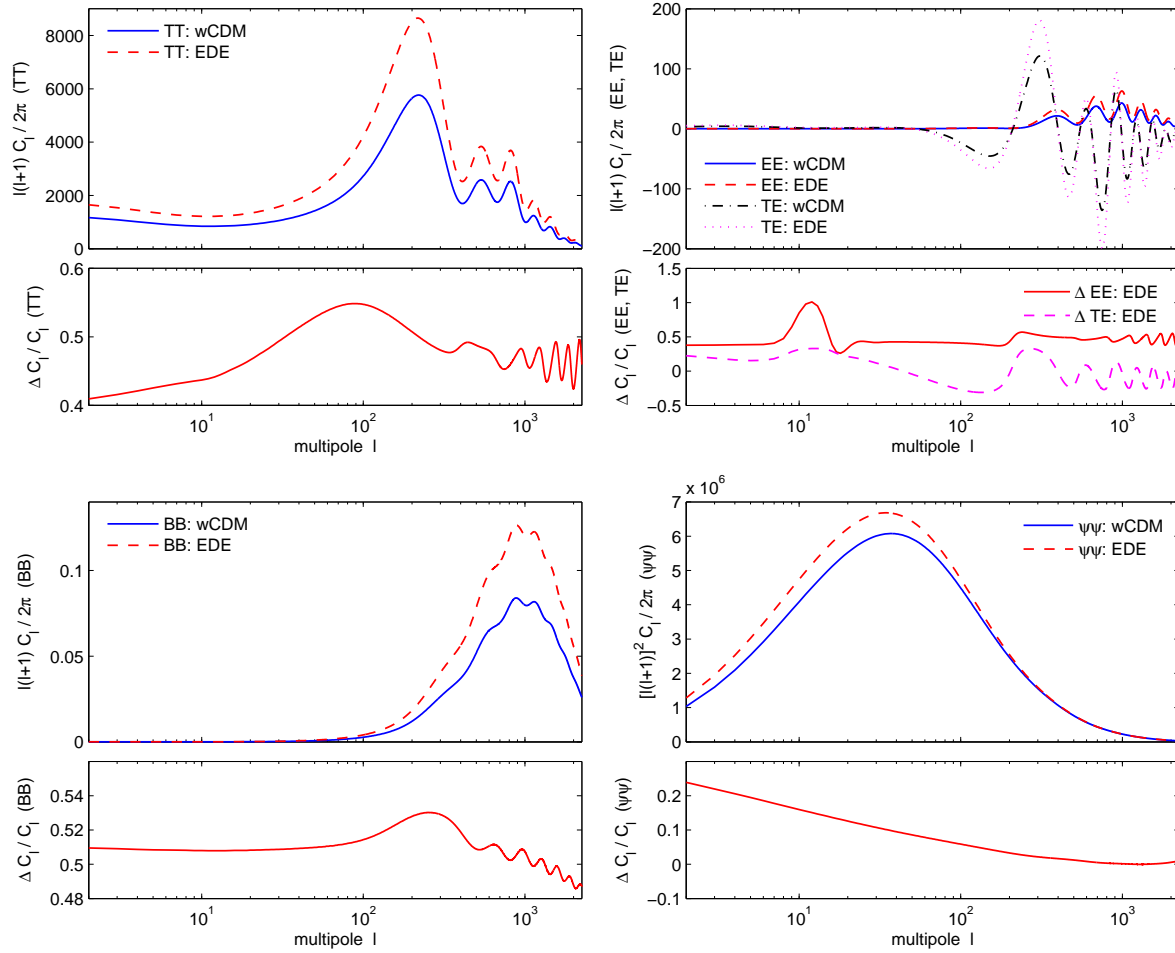 TT: wCDM
TT: EDE
l(l+1) C_l / 2π (TT)
8000
6000
4000
2000
0
Δ C_l / C_l (TT)
0.6
0.5
0.4
10^1
10^2
10^3
multipole l
l(l+1) C_l / 2π (EE, TE)
200
100
0
−100
−200
EE: wCDM
EE: EDE
TE: wCDM
TE: EDE
Δ C_l / C_l (EE, TE)
1.5
1
0.5
0
−0.5
Δ EE: EDE
Δ TE: EDE
10^1
10^2
10^3
multipole l
BB: wCDM
BB: EDE
l(l+1) C_l / 2π (BB)
0.1
0.05
0
Δ C_l / C_l (BB)
0.54
0.52
0.5
0.48
10^1
10^2
10^3
multipole l
x 10^6
[l(l+1)]^2 C_l / 2π (ψψ)
7
6
5
4
3
2
1
0
ψψ: wCDM
ψψ: EDE
Δ C_l / C_l (ψψ)
0.2
0.1
0
−0.1
10^1
10^2
10^3
multipole l